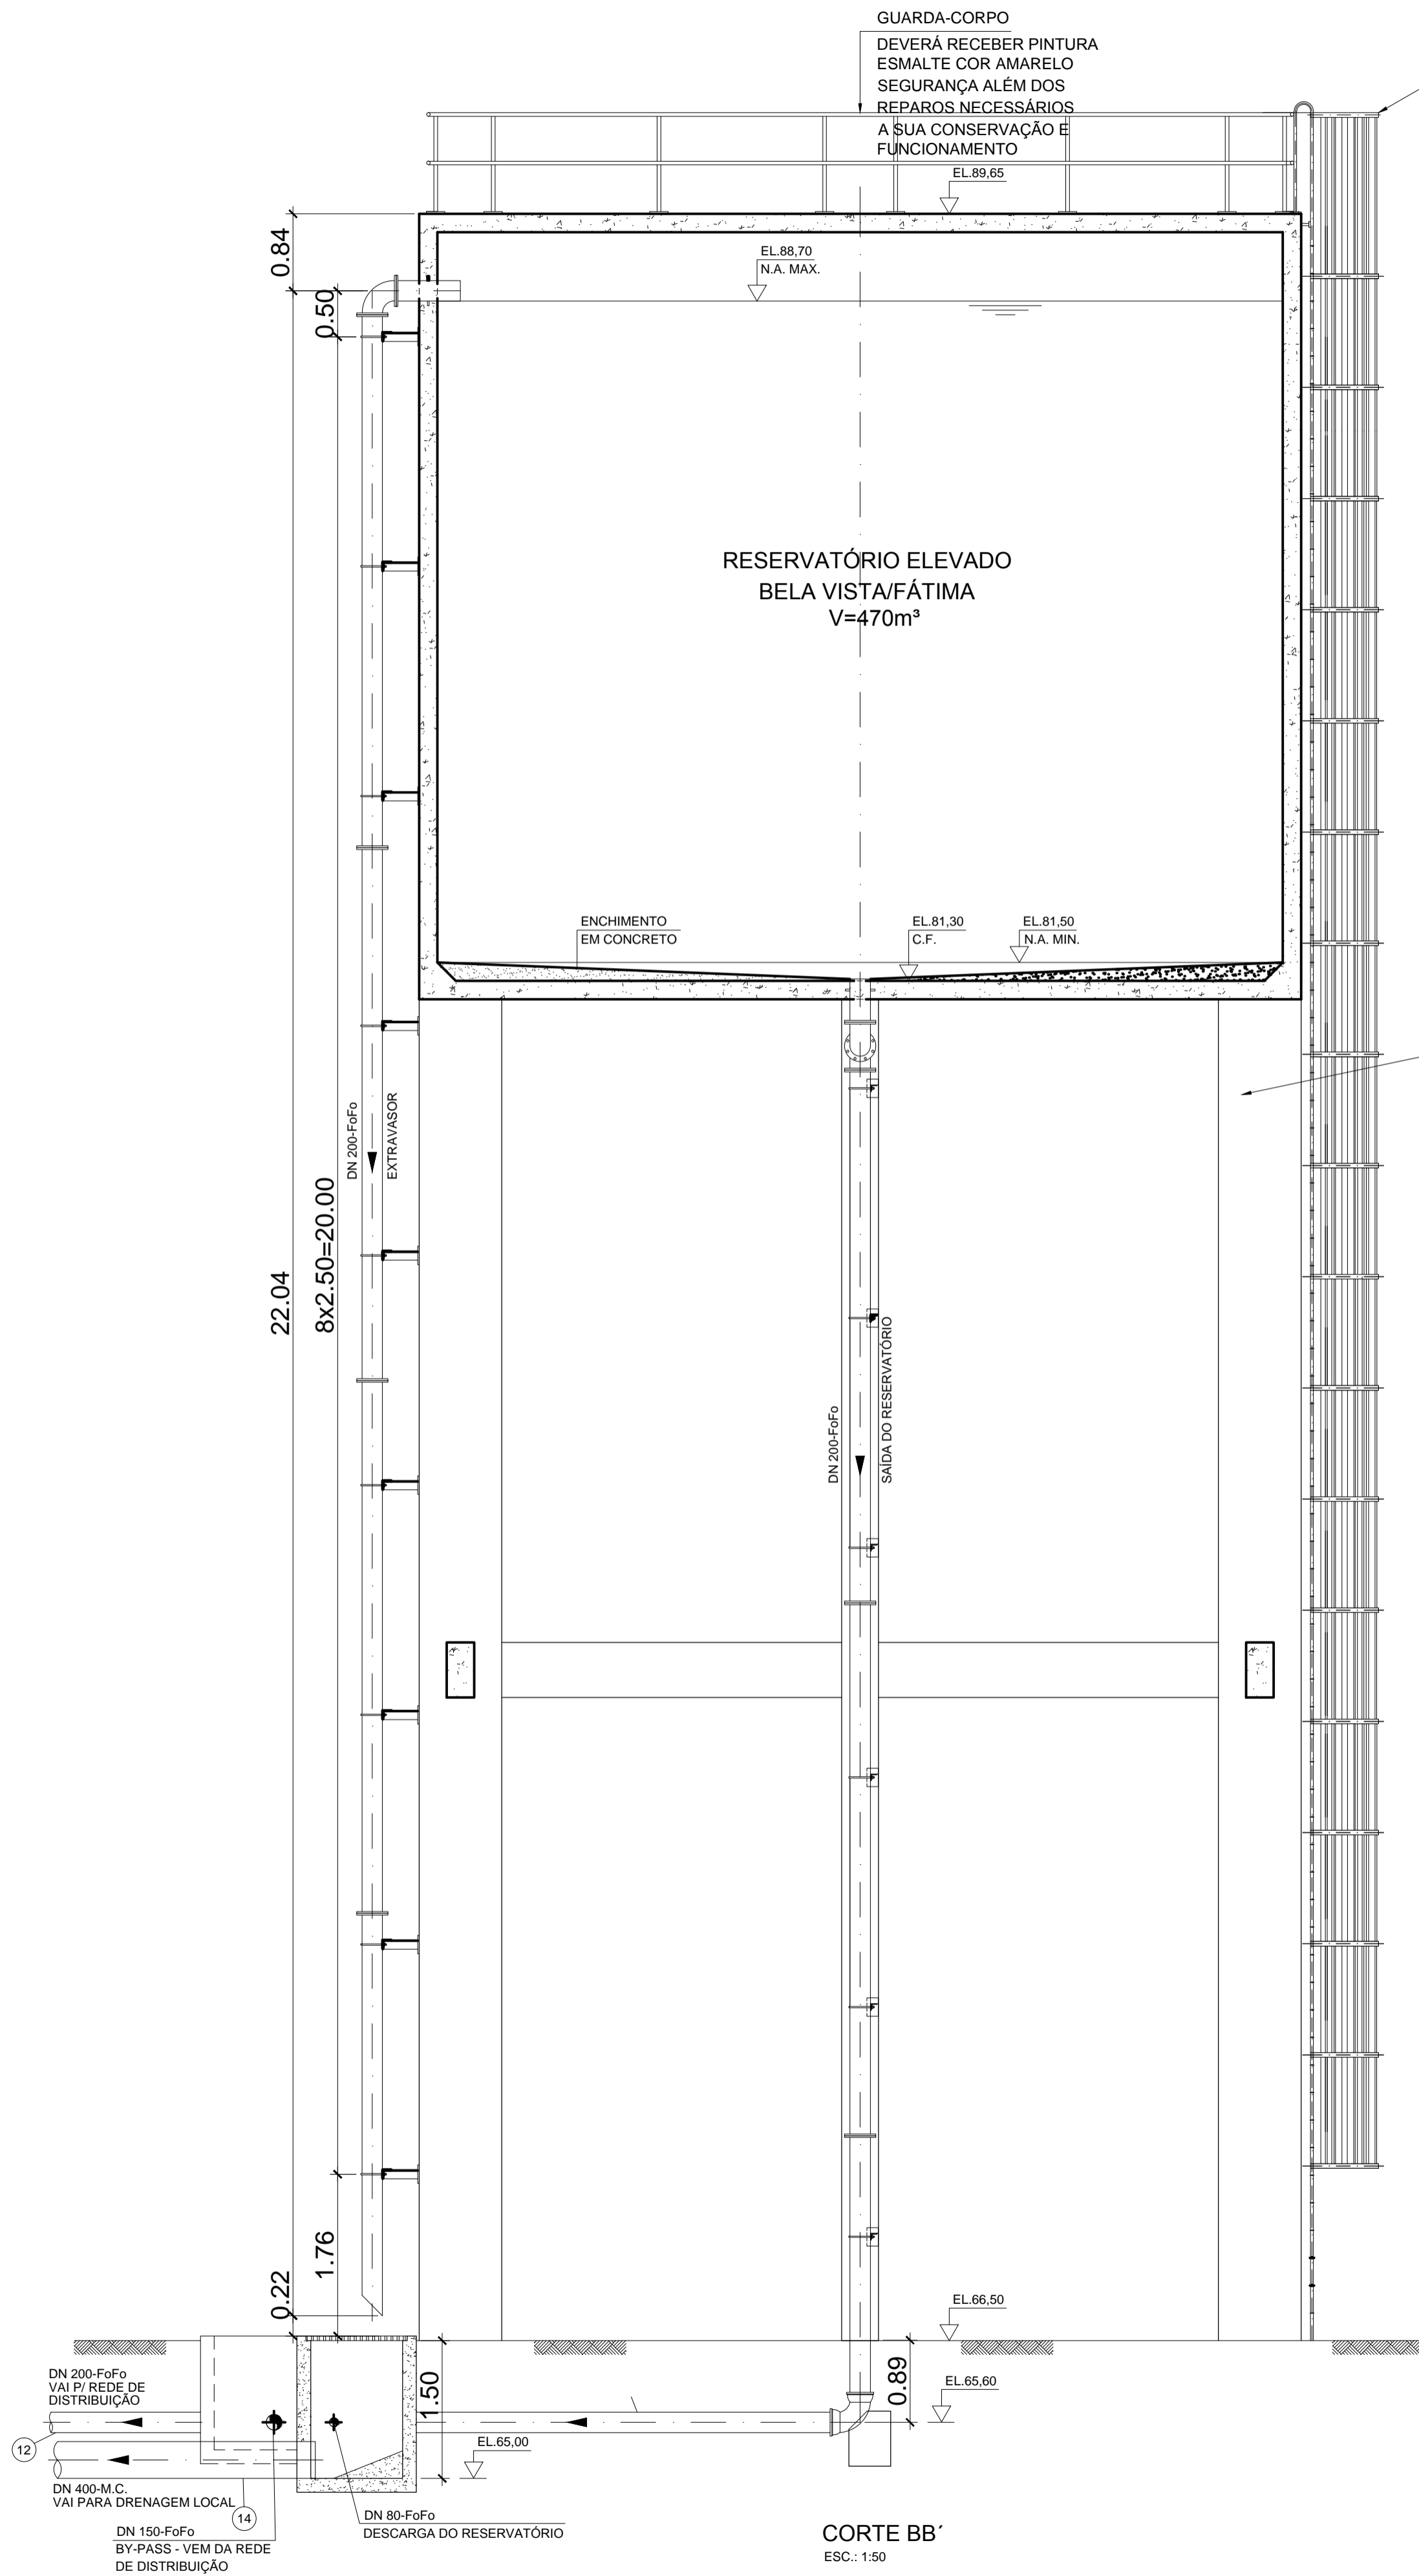 GUARDA-CORPO
DEVERÁ RECEBER PINTURA
ESMALTE COR AMARELO
SEGURANÇA ALÉM DOS
REPAROS NECESSÁRIOS
A SUA CONSERVAÇÃO E
FUNCIONAMENTO
EL.89,65
0.84
EL.88,70
N.A. MAX.
0.50
RESERVATÓRIO ELEVADO
BELA VISTA/FÁTIMA
V=470m³
ENCHIMENTO
EM CONCRETO
EL.81,30
C.F.
EL.81,50
N.A. MIN.
DN 200-FoFo
EXTRAVASOR
8x2.50=20.00
22.04
DN 200-FoFo
SAÍDA DO RESERVATÓRIO
1.76
0.22
EL.66,50
DN 200-FoFo
VAI P/ REDE DE
DISTRIBUIÇÃO
1.50
0.89
EL.65,60
12
EL.65,00
DN 400-M.C.
VAI PARA DRENAGEM LOCAL
14
DN 80-FoFo
DESCARGA DO RESERVATÓRIO
DN 150-FoFo
BY-PASS - VEM DA REDE
DE DISTRIBUIÇÃO
CORTE BB´
ESC.: 1:50